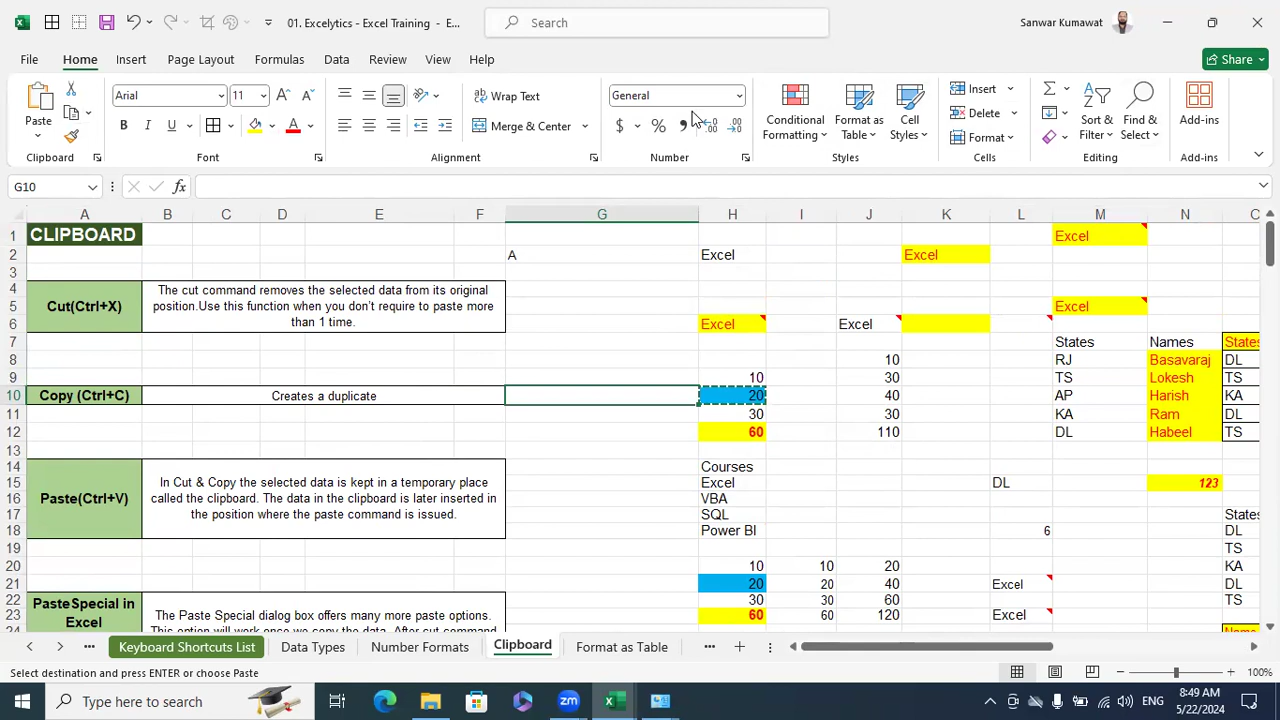 01. Excelytics - Excel Training - E...
Search
Sanwar Kumawat
File Home Insert Page Layout Formulas Data Review View Help
Share
Paste
Arial 11
Wrap Text
Merge & Center
General
Conditional Formatting
Format as Table
Cell Styles
Insert
Delete
Format
Sort & Filter
Find & Select
Add-ins
Clipboard Font Alignment Number Styles Cells Editing Add-ins
G10
A B C D E F G H I J K L M N
1 CLIPBOARD Excel
2 A Excel Excel
3
4
Cut(Ctrl+X)
The cut command removes the selected data from its original
position.Use this function when you don't require to paste more
than 1 time.
5 Excel
6 Excel Excel
7 States Names States
8 10 RJ Basavaraj DL
9 10 30 TS Lokesh TS
10 Copy (Ctrl+C) Creates a duplicate 20 40 AP Harish KA
11 30 30 KA Ram DL
12 60 110 DL Habeel TS
13
14 Courses
Paste(Ctrl+V)
In Cut & Copy the selected data is kept in a temporary place
called the clipboard. The data in the clipboard is later inserted in
the position where the paste command is issued.
15 Excel DL 123
16 VBA
17 SQL States
18 Power BI 6 DL
19 TS
20 10 10 20 KA
21 20 20 40 Excel DL
22 30 30 60 TS
23 60 120 Excel
PasteSpecial in
Excel
The Paste Special dialog box offers many more paste options.
This option will work once we copy the data. After cut command
Keyboard Shortcuts List Data Types Number Formats Clipboard Format as Table
Select destination and press ENTER or choose Paste
100%
Type here to search
ENG
8:49 AM
5/22/2024